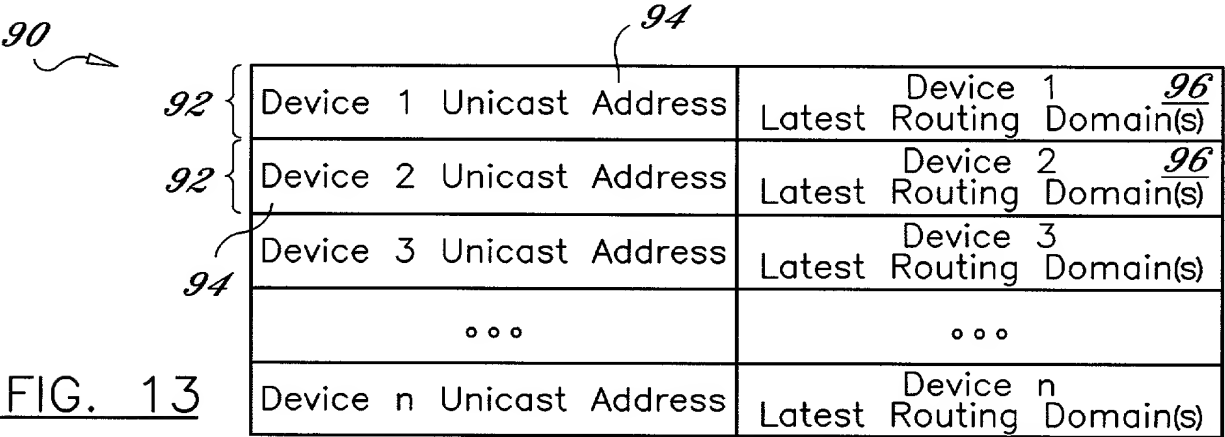 90
94
92 { Device 1 Unicast Address
Device 1 96
Latest Routing Domain(s)
92 { Device 2 Unicast Address
Device 2 96
Latest Routing Domain(s)
94
Device 3 Unicast Address
Device 3
Latest Routing Domain(s)
∘∘∘ ∘∘∘
Device n Unicast Address
Device n
Latest Routing Domain(s)
FIG. 13